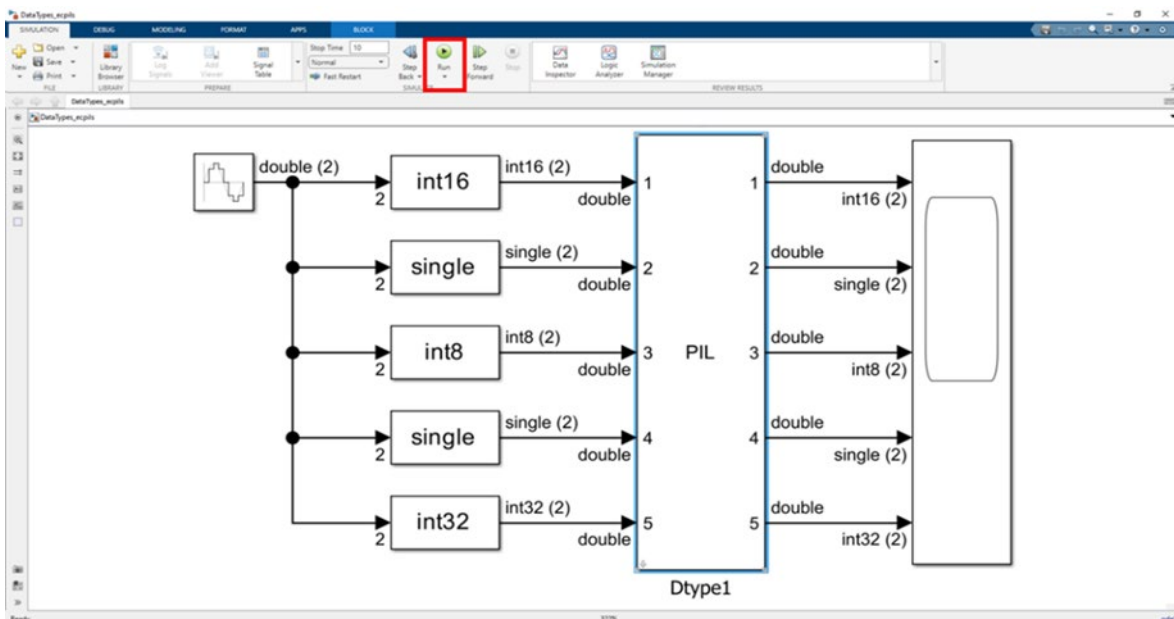 DataTypes_ecpils
SIMULATION DEBUG MODELING FORMAT APPS BLOCK
New
Open
Save
Print
FILE
Library Browser
LIBRARY
Log Signals
Add Viewer
Signal Table
PREPARE
Stop Time 10
Normal
Fast Restart
Step Back
Run
Step Forward
Stop
Data Inspector
Logic Analyzer
Simulation Manager
REVIEW RESULTS
DataTypes_ecpils
DataTypes_ecpils
double (2)
2 int16 int16 (2) double 1 1 double int16 (2)
2 single single (2) double 2 2 double single (2)
2 int8 int8 (2) double 3 PIL 3 double int8 (2)
2 single single (2) double 4 4 double single (2)
2 int32 int32 (2) double 5 5 double int32 (2)
Dtype1